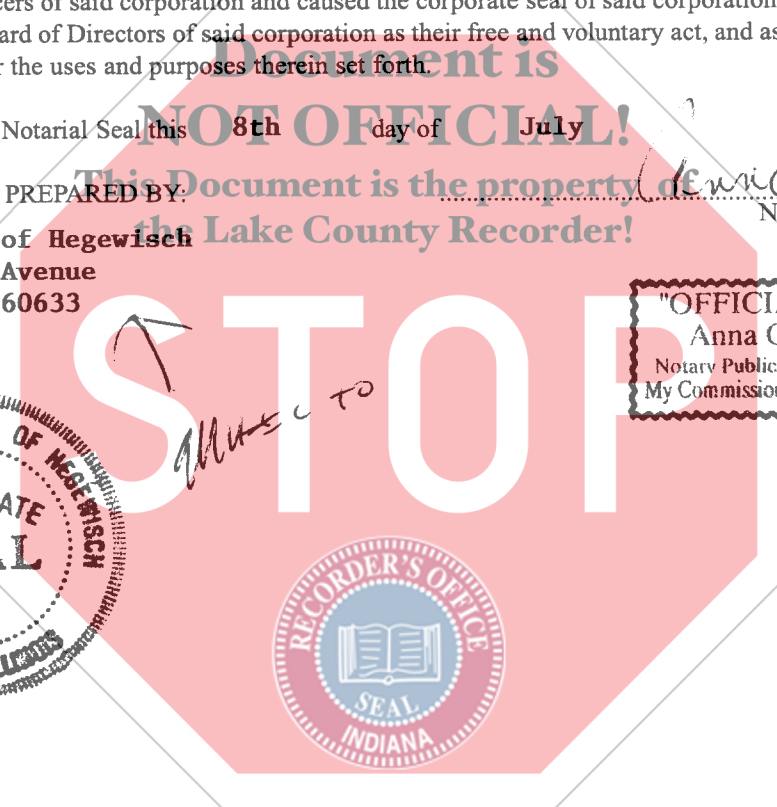 cers of said corporation and caused the corporate seal of said corporation
ard of Directors of said corporation as their free and voluntary act, and as
r the uses and purposes therein set forth.
Document is
NOT OFFICIAL!
This Document is the property of
the Lake County Recorder!
Notarial Seal this 8th day of July
PREPARED BY:
of Hegewisch
Avenue
60633
"OFFICIA
Anna
Notary Public
My Commission
STOP
TO
OF HEGEWISCH
ATE
AL
RECORDER'S OFFICE
SEAL
INDIANA